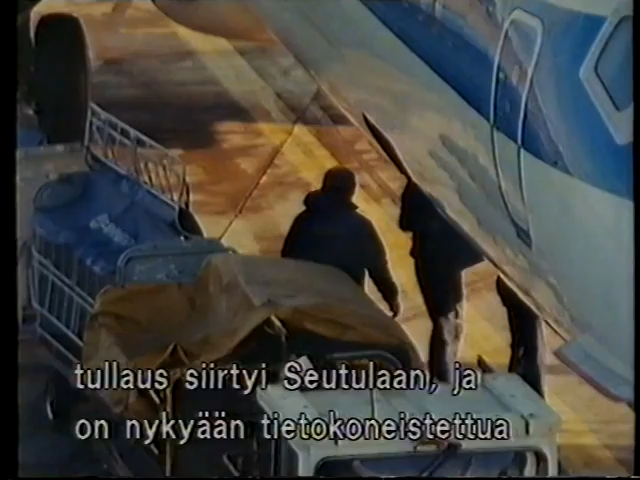 tullaus siirtyi Seutulaan, ja
on nykyään tietokoneistettua